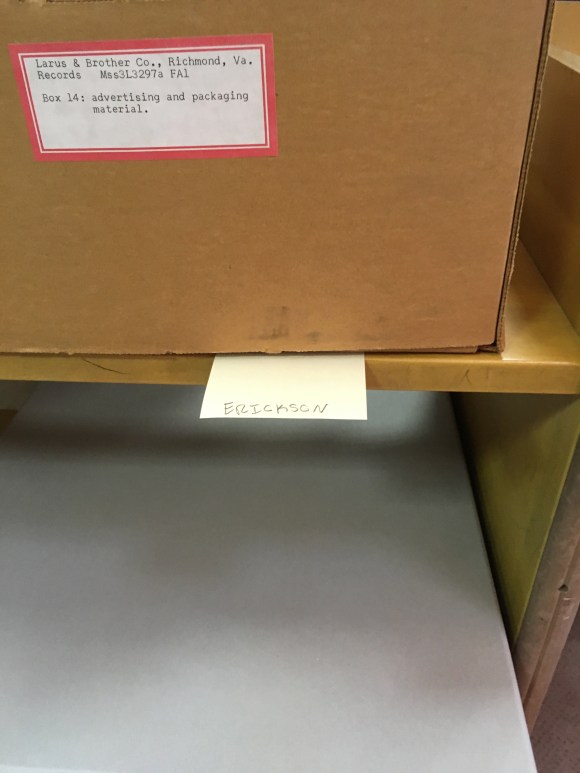 Larus & Brother Co., Richmond, Va.
Records Mss3L3297a FA1
Box 14: advertising and packaging
material.
ERICKSON